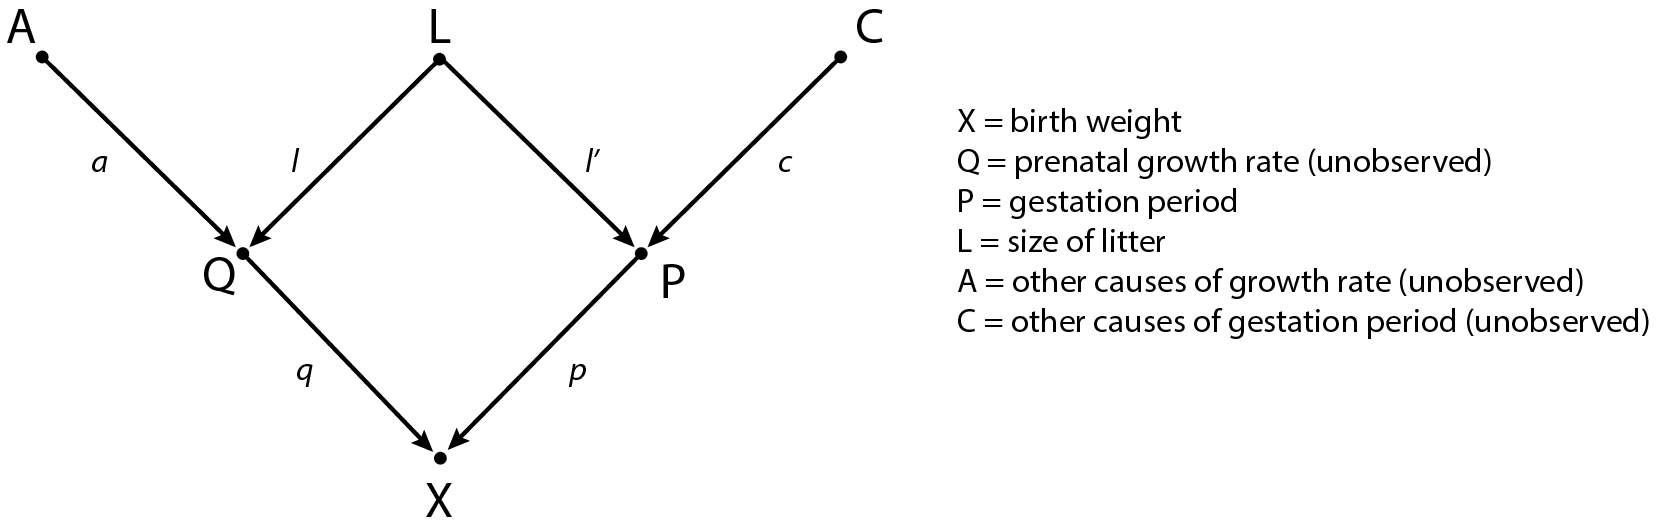 A
L
C
a
l
l′
c
Q
P
q
p
X
X = birth weight
Q = prenatal growth rate (unobserved)
P = gestation period
L = size of litter
A = other causes of growth rate (unobserved)
C = other causes of gestation period (unobserved)